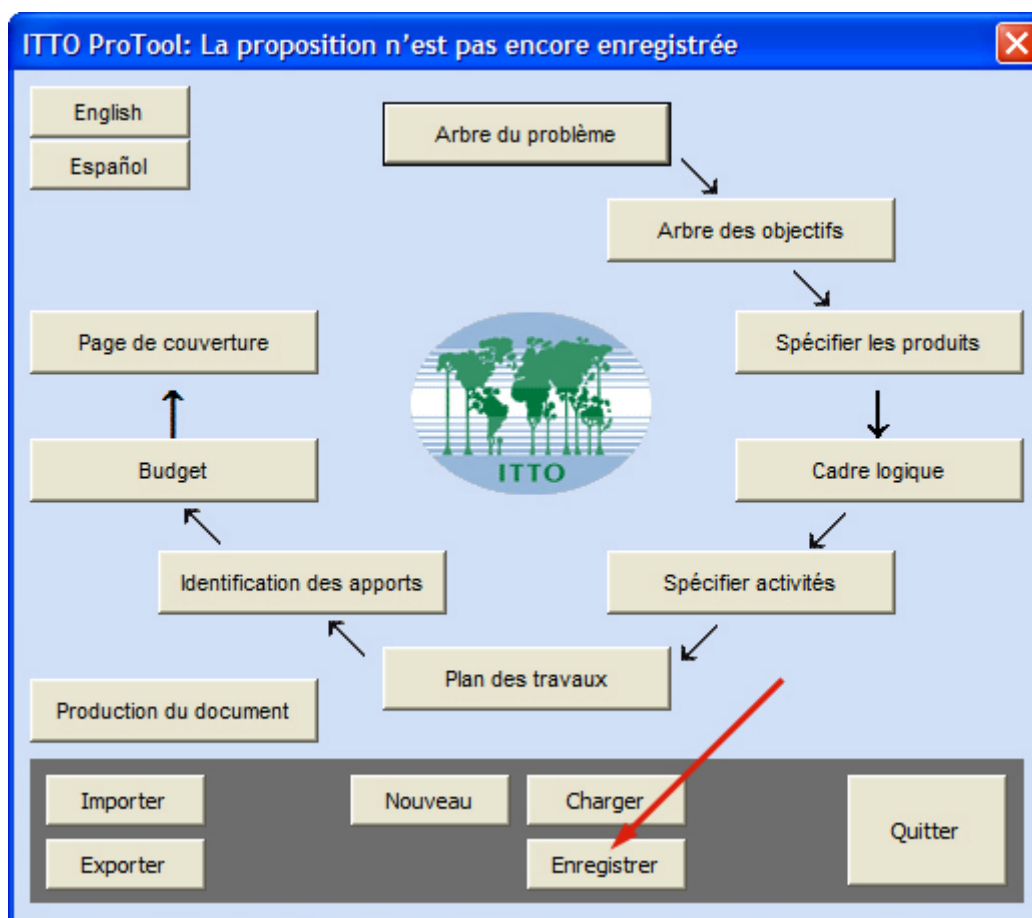 ITTO ProTool: La proposition n’est pas encore enregistrée
English
Español
Arbre du problème
Arbre des objectifs
Page de couverture
Spécifier les produits
ITTO
Budget
Cadre logique
Identification des apports
Spécifier activités
Plan des travaux
Production du document
Importer
Nouveau
Charger
Quitter
Exporter
Enregistrer